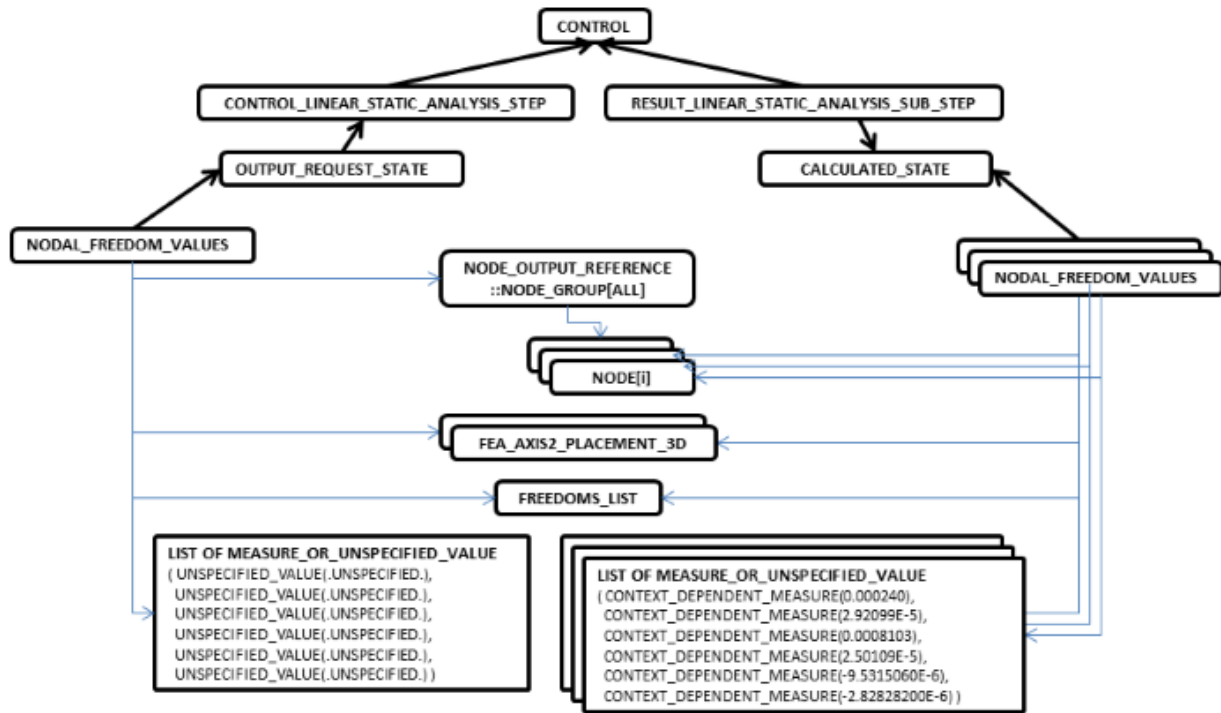 CONTROL
CONTROL_LINEAR_STATIC_ANALYSIS_STEP
RESULT_LINEAR_STATIC_ANALYSIS_SUB_STEP
OUTPUT_REQUEST_STATE
CALCULATED_STATE
NODAL_FREEDOM_VALUES
NODE_OUTPUT_REFERENCE
::NODE_GROUP[ALL]
NODAL_FREEDOM_VALUES
NODE[i]
FEA_AXIS2_PLACEMENT_3D
FREEDOMS_LIST
LIST OF MEASURE_OR_UNSPECIFIED_VALUE
( UNSPECIFIED_VALUE(.UNSPECIFIED.),
UNSPECIFIED_VALUE(.UNSPECIFIED.),
UNSPECIFIED_VALUE(.UNSPECIFIED.),
UNSPECIFIED_VALUE(.UNSPECIFIED.),
UNSPECIFIED_VALUE(.UNSPECIFIED.),
UNSPECIFIED_VALUE(.UNSPECIFIED.) )
LIST OF MEASURE_OR_UNSPECIFIED_VALUE
( CONTEXT_DEPENDENT_MEASURE(0.000240),
CONTEXT_DEPENDENT_MEASURE(2.92099E-5),
CONTEXT_DEPENDENT_MEASURE(0.0008103),
CONTEXT_DEPENDENT_MEASURE(2.50109E-5),
CONTEXT_DEPENDENT_MEASURE(-9.5315060E-6),
CONTEXT_DEPENDENT_MEASURE(-2.82828200E-6) )